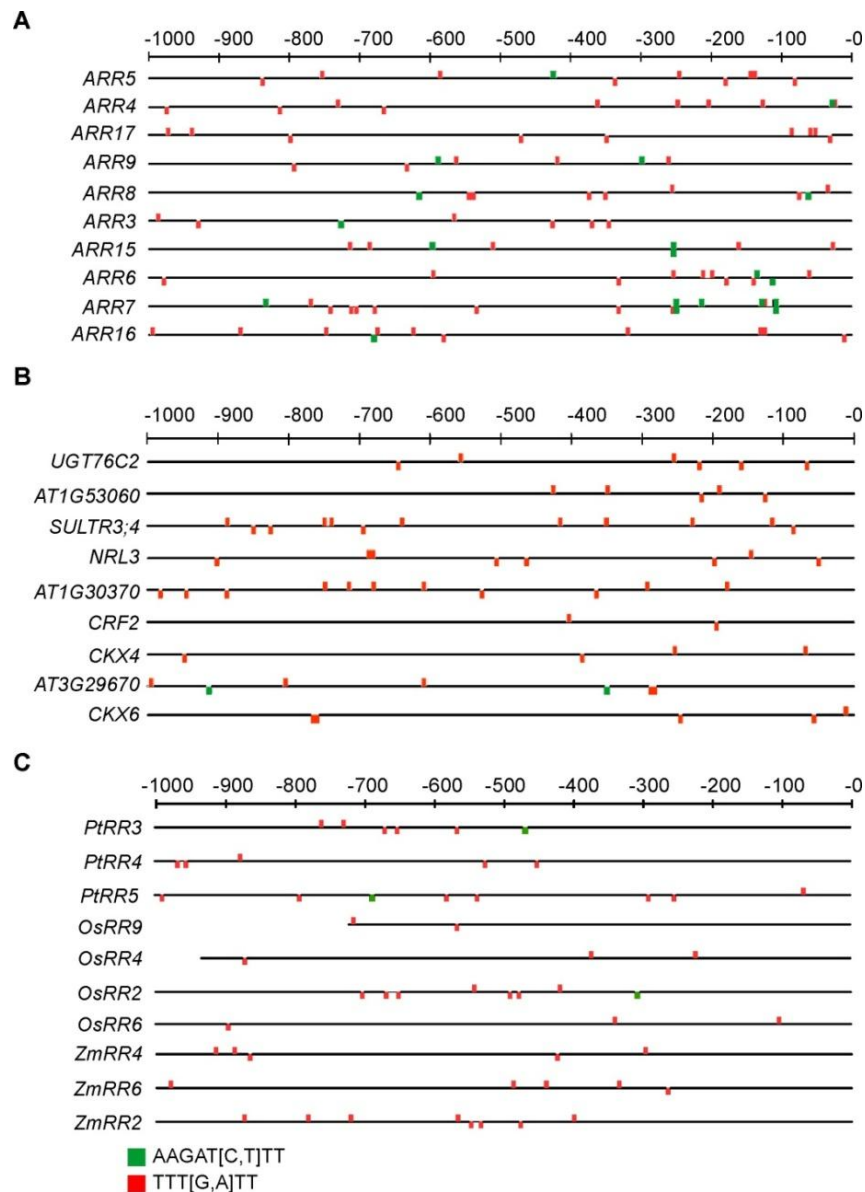 A
-1000 -900 -800 -700 -600 -500 -400 -300 -200 -100 -0
ARR5
ARR4
ARR17
ARR9
ARR8
ARR3
ARR15
ARR6
ARR7
ARR16
B
-1000 -900 -800 -700 -600 -500 -400 -300 -200 -100 -0
UGT76C2
AT1G53060
SULTR3;4
NRL3
AT1G30370
CRF2
CKX4
AT3G29670
CKX6
C
-1000 -900 -800 -700 -600 -500 -400 -300 -200 -100 -0
PtRR3
PtRR4
PtRR5
OsRR9
OsRR4
OsRR2
OsRR6
ZmRR4
ZmRR6
ZmRR2
AAGAT[C,T]TT
TTT[G,A]TT